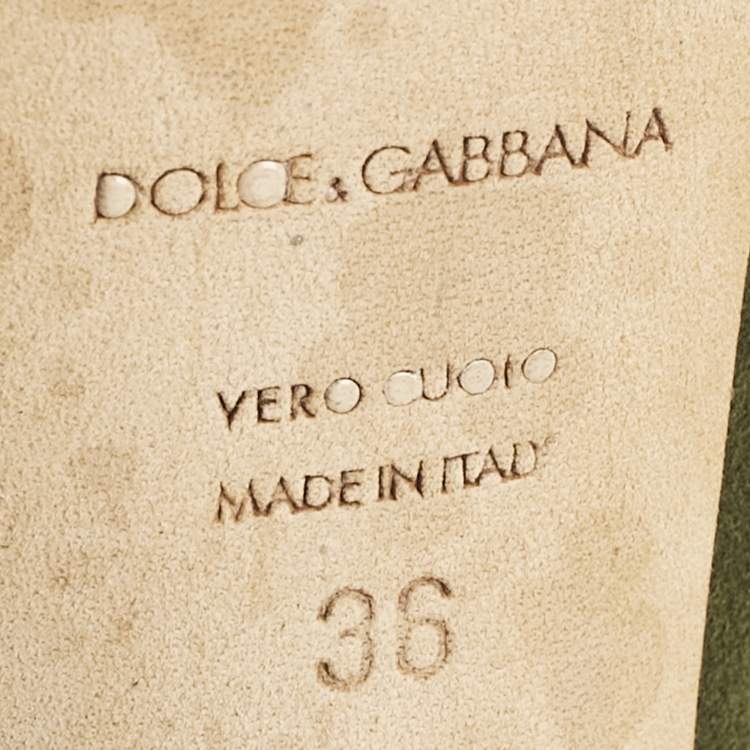 DOLCE & GABBANA
VERO CUOIO
MADE IN ITALY
36